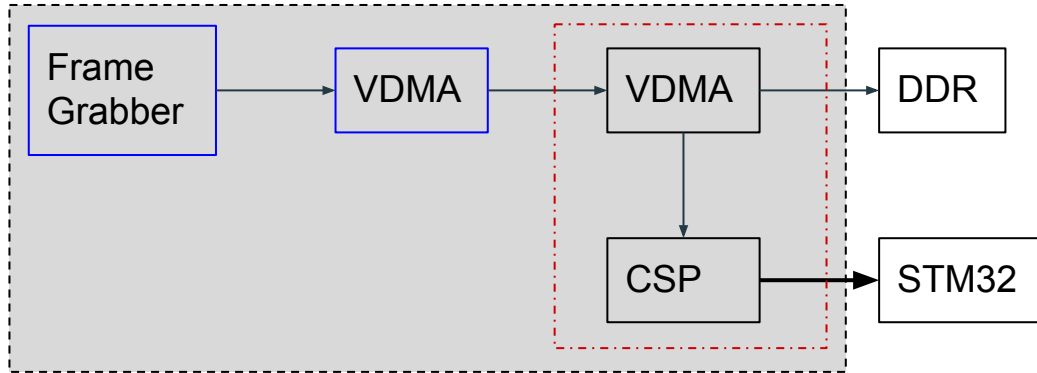 Frame
Grabber
VDMA
VDMA
DDR
CSP
STM32